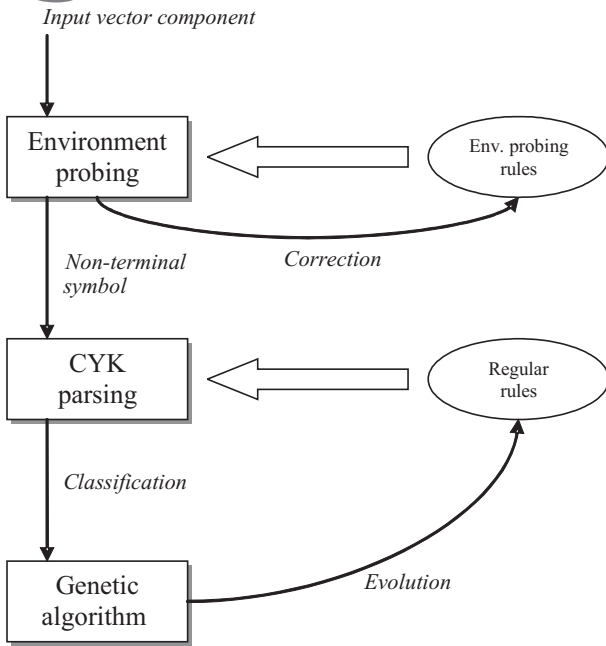 Input vector component
Environment
probing
Env. probing
rules
Correction
Non-terminal
symbol
CYK
parsing
Regular
rules
Classification
Genetic
algorithm
Evolution